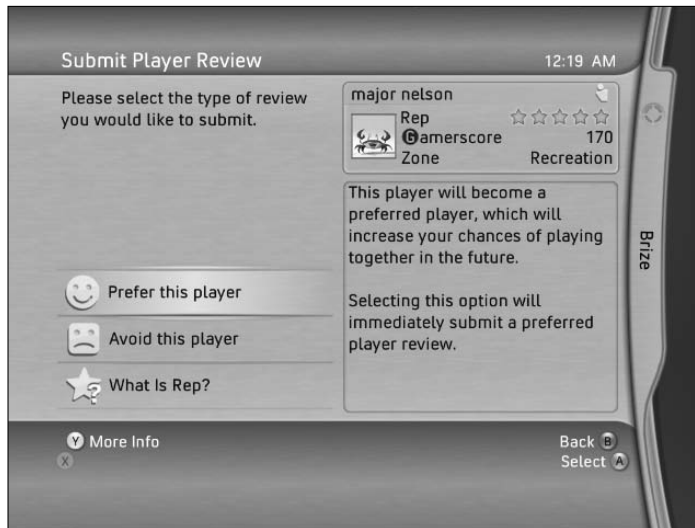 Submit Player Review
12:19 AM
Please select the type of review
you would like to submit.
Prefer this player
Avoid this player
What Is Rep?
major nelson
Rep
Gamerscore 170
Zone Recreation
This player will become a
preferred player, which will
increase your chances of playing
together in the future.
Selecting this option will
immediately submit a preferred
player review.
Brize
Y More Info
X
Back B
Select A